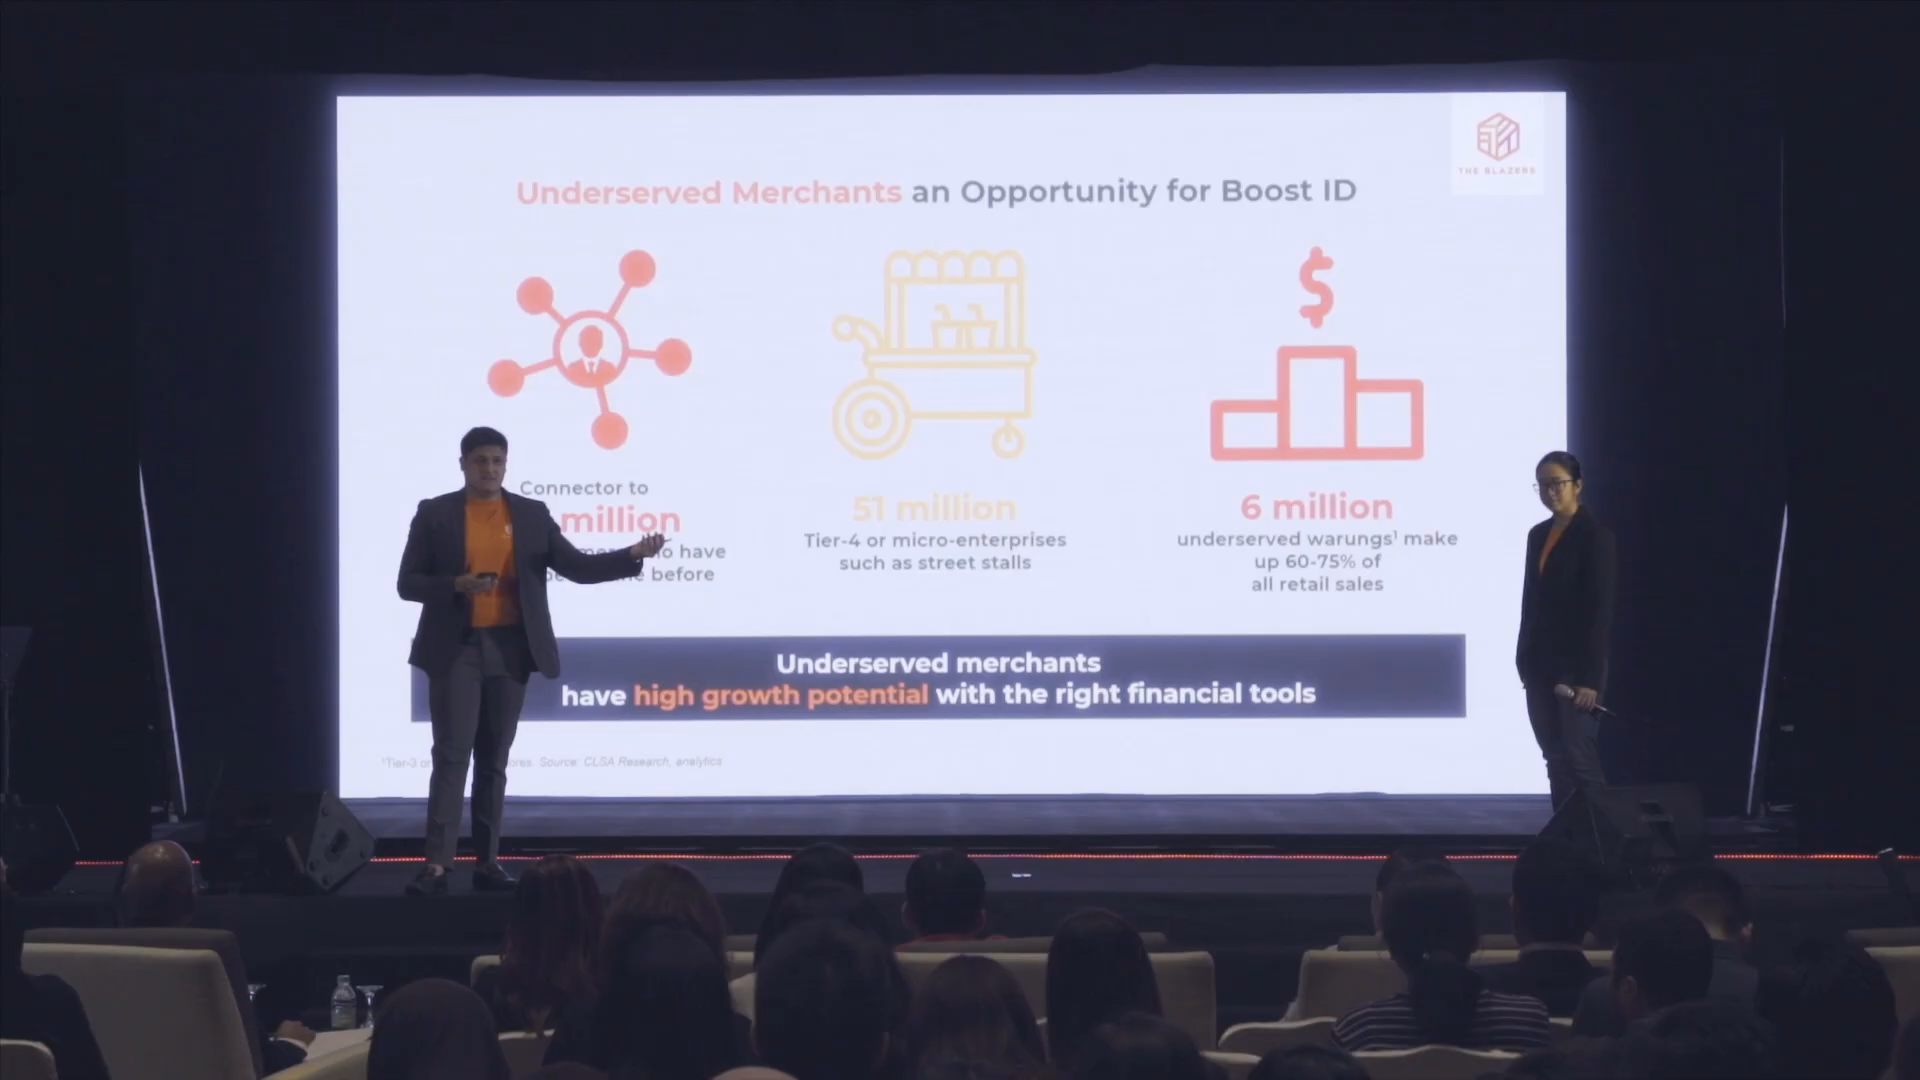 THE BLAZERS
Underserved Merchants an Opportunity for Boost ID
Connector to
million
have
before
51 million
Tier-4 or micro-enterprises
such as street stalls
6 million
underserved warungs¹ make
up 60-75% of
all retail sales
Underserved merchants
have high growth potential with the right financial tools
¹Tier-3 or Source: CLSA Research, analytics